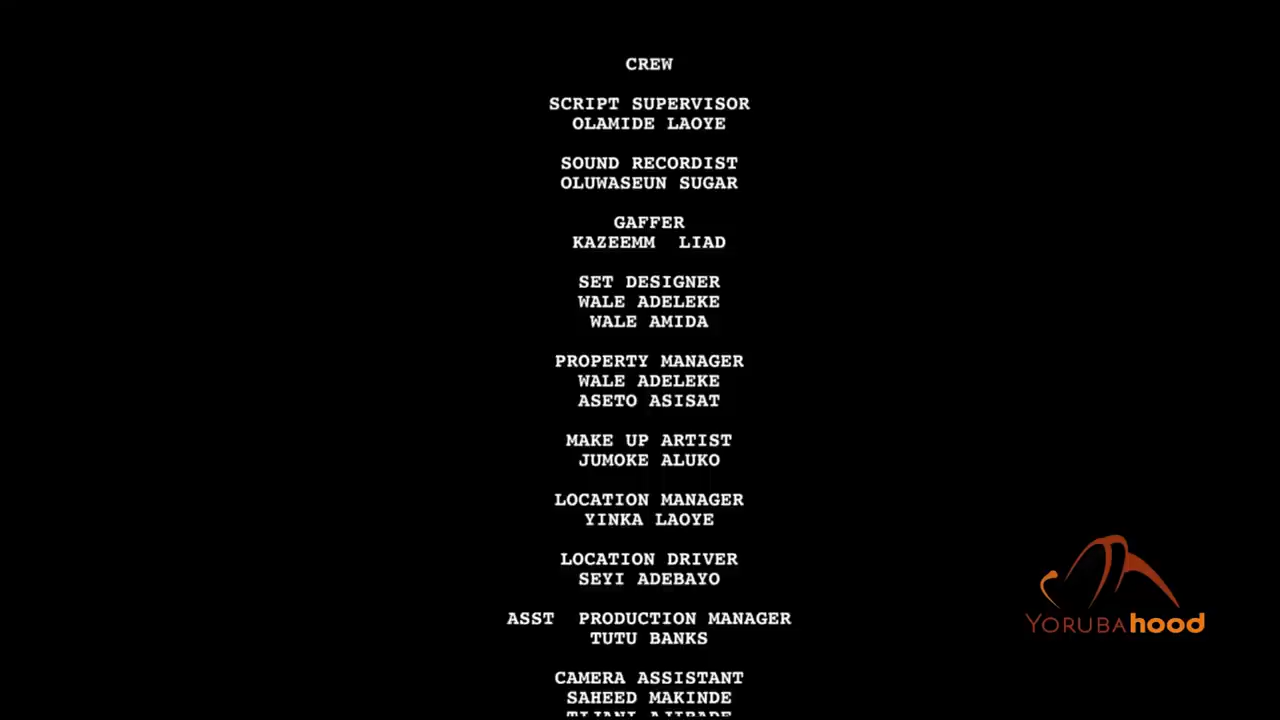 CREW
SCRIPT SUPERVISOR
OLAMIDE LAOYE
SOUND RECORDIST
OLUWASEUN SUGAR
GAFFER
KAZEEMM  LIAD
SET DESIGNER
WALE ADELEKE
WALE AMIDA
PROPERTY MANAGER
WALE ADELEKE
ASETO ASISAT
MAKE UP ARTIST
JUMOKE ALUKO
LOCATION MANAGER
YINKA LAOYE
LOCATION DRIVER
SEYI ADEBAYO
ASST  PRODUCTION MANAGER
TUTU BANKS
CAMERA ASSISTANT
SAHEED MAKINDE
TIJANI AJIBADE
YORUBAhood